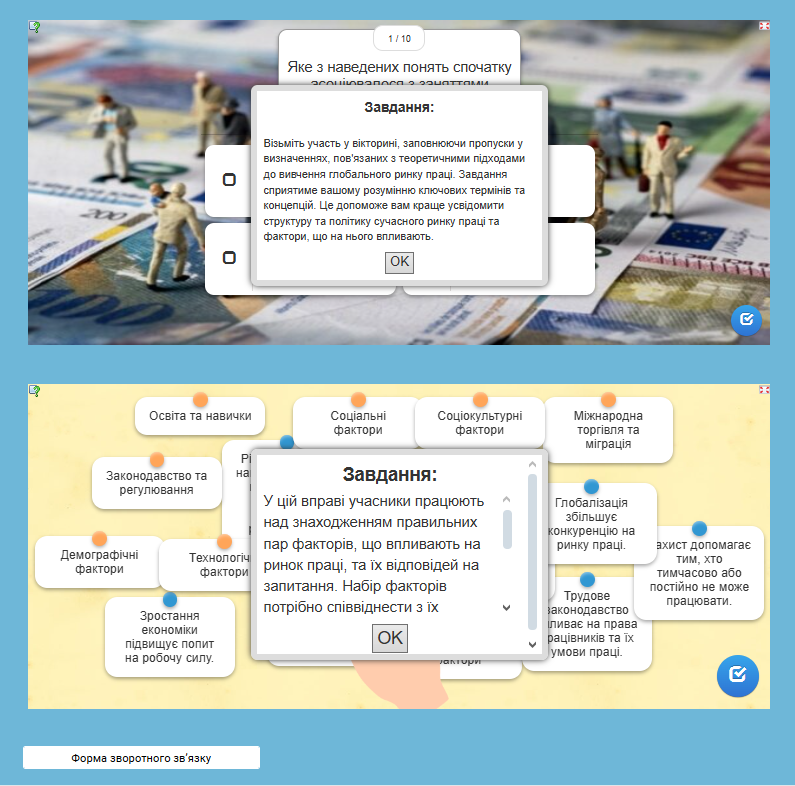 1 / 10
Яке з наведених понять спочатку
асоціювалося з заняттями
Завдання:
Візьміть участь у вікторині, заповнюючи пропуски у
визначеннях, пов'язаних з теоретичними підходами
до вивчення глобального ринку праці. Завдання
сприятиме вашому розумінню ключових термінів та
концепцій. Це допоможе вам краще усвідомити
структуру та політику сучасного ринку праці та
фактори, що на нього впливають.
OK
200
Освіта та навички
Соціальні
фактори
Соціокультурні
фактори
Міжнародна
торгівля та
міграція
Законодавство та
регулювання
Демографічні
фактори
Зростання
економіки
підвищує попит
на робочу силу.
Завдання:
У цій вправі учасники працюють
над знаходженням правильних
пар факторів, що впливають на
ринок праці, та їх відповідей на
запитання. Набір факторів
потрібно співвіднести з їх
OK
Глобалізація
збільшує
конкуренцію на
ринку праці.
допомагає
тим, хто
тимчасово або
постійно не може
працювати.
Трудове
законодавство
на права
та їх
умови праці.
фактори
Форма зворотного зв'язку